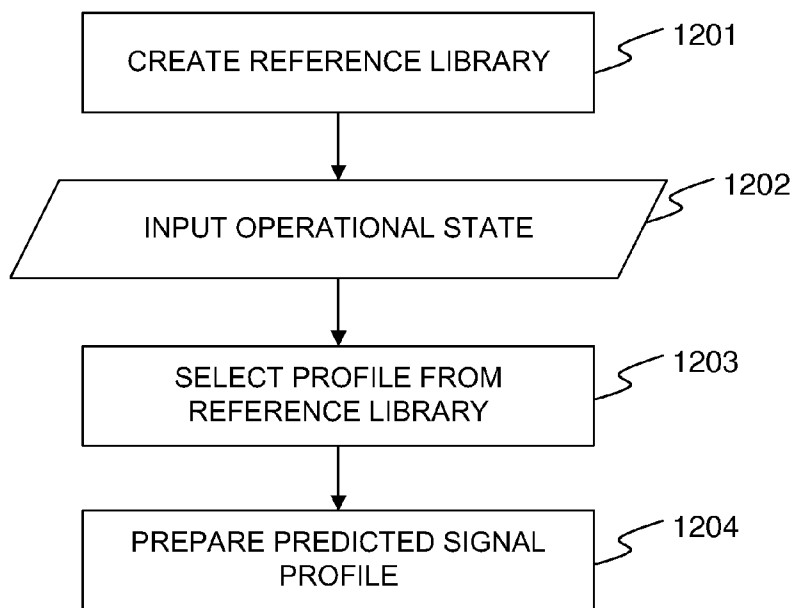 CREATE REFERENCE LIBRARY
1201
INPUT OPERATIONAL STATE
1202
SELECT PROFILE FROM
REFERENCE LIBRARY
1203
PREPARE PREDICTED SIGNAL
PROFILE
1204